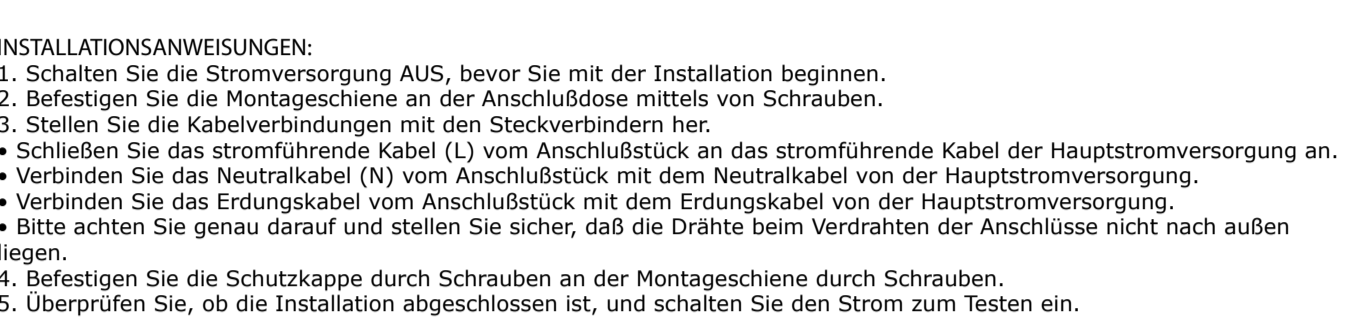 INSTALLATIONSANWEISUNGEN:
1. Schalten Sie die Stromversorgung AUS, bevor Sie mit der Installation beginnen.
2. Befestigen Sie die Montageschiene an der Anschlußdose mittels von Schrauben.
3. Stellen Sie die Kabelverbindungen mit den Steckverbindern her.
• Schließen Sie das stromführende Kabel (L) vom Anschlußstück an das stromführende Kabel der Hauptstromversorgung an.
• Verbinden Sie das Neutralkabel (N) vom Anschlußstück mit dem Neutralkabel von der Hauptstromversorgung.
• Verbinden Sie das Erdungskabel vom Anschlußstück mit dem Erdungskabel von der Hauptstromversorgung.
• Bitte achten Sie genau darauf und stellen Sie sicher, daß die Drähte beim Verdrahten der Anschlüsse nicht nach außen
liegen.
4. Befestigen Sie die Schutzkappe durch Schrauben an der Montageschiene durch Schrauben.
5. Überprüfen Sie, ob die Installation abgeschlossen ist, und schalten Sie den Strom zum Testen ein.